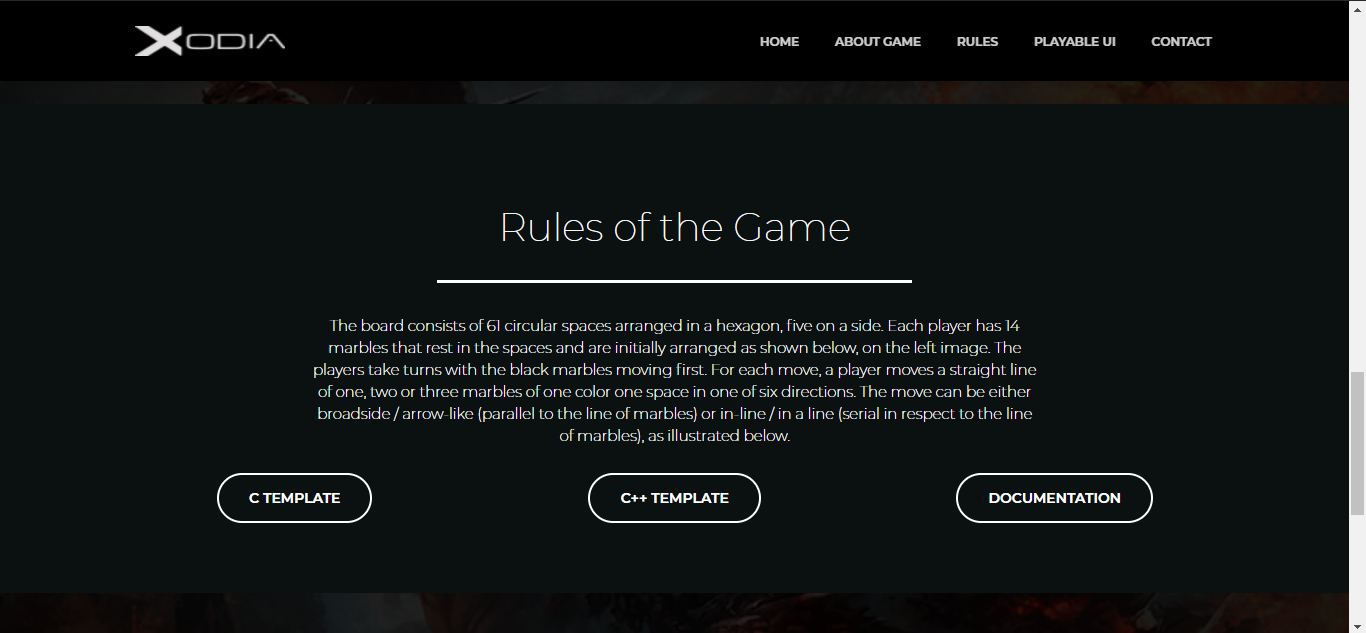 XODIA
HOME
ABOUT GAME
RULES
PLAYABLE UI
CONTACT
Rules of the Game
The board consists of 61 circular spaces arranged in a hexagon, five on a side. Each player has 14
marbles that rest in the spaces and are initially arranged as shown below, on the left image. The
players take turns with the black marbles moving first. For each move, a player moves a straight line
of one, two or three marbles of one color one space in one of six directions. The move can be either
broadside / arrow-like (parallel to the line of marbles) or in-line / in a line (serial in respect to the line
of marbles), as illustrated below.
C TEMPLATE
C++ TEMPLATE
DOCUMENTATION